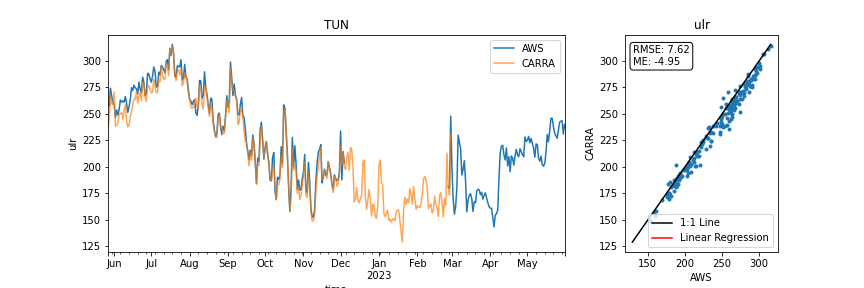 TUN
ulr
300
275
250
225
200
175
150
125
ulr
AWS
CARRA
Jun
Jul
Aug
Sep
Oct
Nov
Dec
Jan
2023
Feb
Mar
Apr
May
time
RMSE: 7.62
ME: -4.95
300
275
250
225
200
175
150
125
CARRA
1:1 Line
Linear Regression
150
200
250
300
AWS